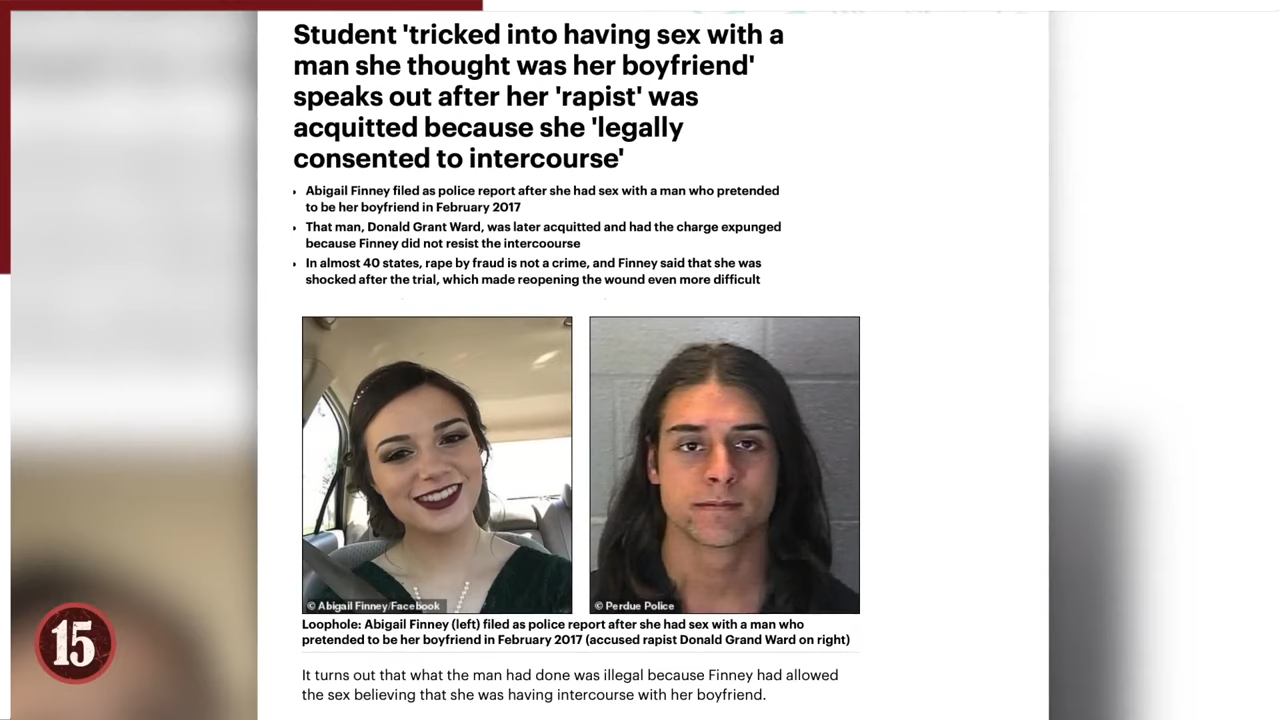 Student 'tricked into having sex with a
man she thought was her boyfriend'
speaks out after her 'rapist' was
acquitted because she 'legally
consented to intercourse'
Abigail Finney filed as police report after she had sex with a man who pretended
to be her boyfriend in February 2017
That man, Donald Grant Ward, was later acquitted and had the charge expunged
because Finney did not resist the intercoourse
In almost 40 states, rape by fraud is not a crime, and Finney said that she was
shocked after the trial, which made reopening the wound even more difficult
© Abigail Finney/Facebook
© Perdue Police
Loophole: Abigail Finney (left) filed as police report after she had sex with a man who
pretended to be her boyfriend in February 2017 (accused rapist Donald Grand Ward on right)
It turns out that what the man had done was illegal because Finney had allowed
the sex believing that she was having intercourse with her boyfriend.
15